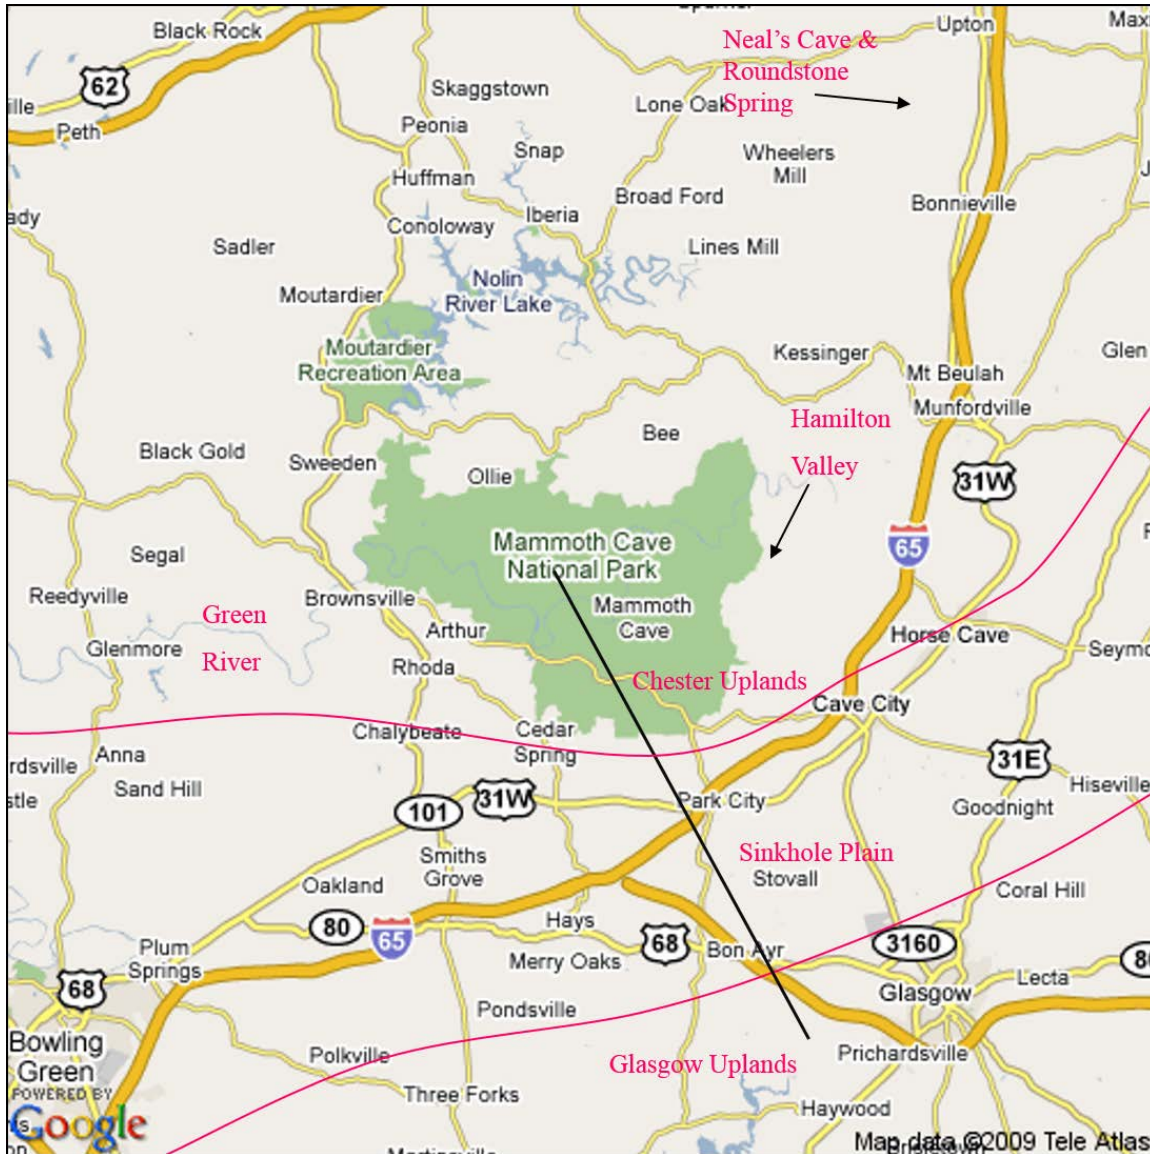 Black Rock
Upton
Neal's Cave &
Roundstone
Spring
62
Skaggstown
Lone Oak
Peth
Peonia
Snap
Wheelers
Mill
Huffman
Broad Ford
Bonnieville
Iberia
Conoloway
Sadler
Lines Mill
Nolin
River Lake
Moutardier
Moutardier
Recreation Area
Kessinger
Glen
Mt Beulah
Munfordville
Hamilton
Valley
Bee
Black Gold
Sweeden
Ollie
31W
65
Mammoth Cave
National Park
Segal
Reedyville
Brownsville
Mammoth
Cave
Green
River
Arthur
Horse Cave
Glenmore
Rhoda
Chester Uplands
Cave City
Chalybeate
Cedar
Spring
Anna
31E
Sand Hill
Hiseville
31W
Park City
Goodnight
101
Sinkhole Plain
Stovall
Smiths
Grove
Oakland
Coral Hill
Hays
80
65
68
3160
Plum
Springs
Bon Ayr
Merry Oaks
Lecta
68
Glasgow
Pondsville
Bowling
Green
Polkville
Prichardsville
Glasgow Uplands
Three Forks
POWERED BY
Google
Haywood
Map data ©2009 Tele Atlas